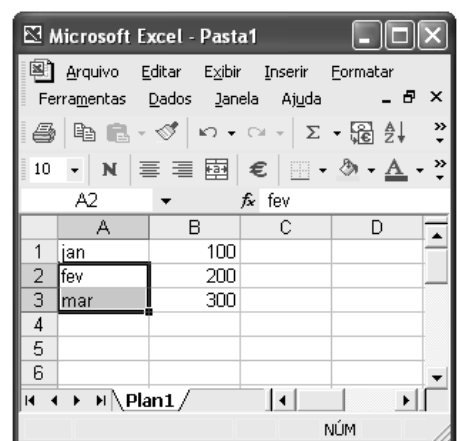 Microsoft Excel - Pasta1
Arquivo Editar Exibir Inserir Formatar
Ferramentas Dados Janela Ajuda
10 N €
A2 fx fev
A B C D
1 jan 100
2 fev 200
3 mar 300
4
5
6
Plan1
NÚM